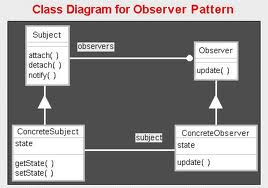 Class Diagram for Observer Pattern
Subject
attach( )
detach( )
notify( )
observers
Observer
update( )
ConcreteSubject
state
getState( )
setState( )
subject
ConcreteObserver
state
update( )